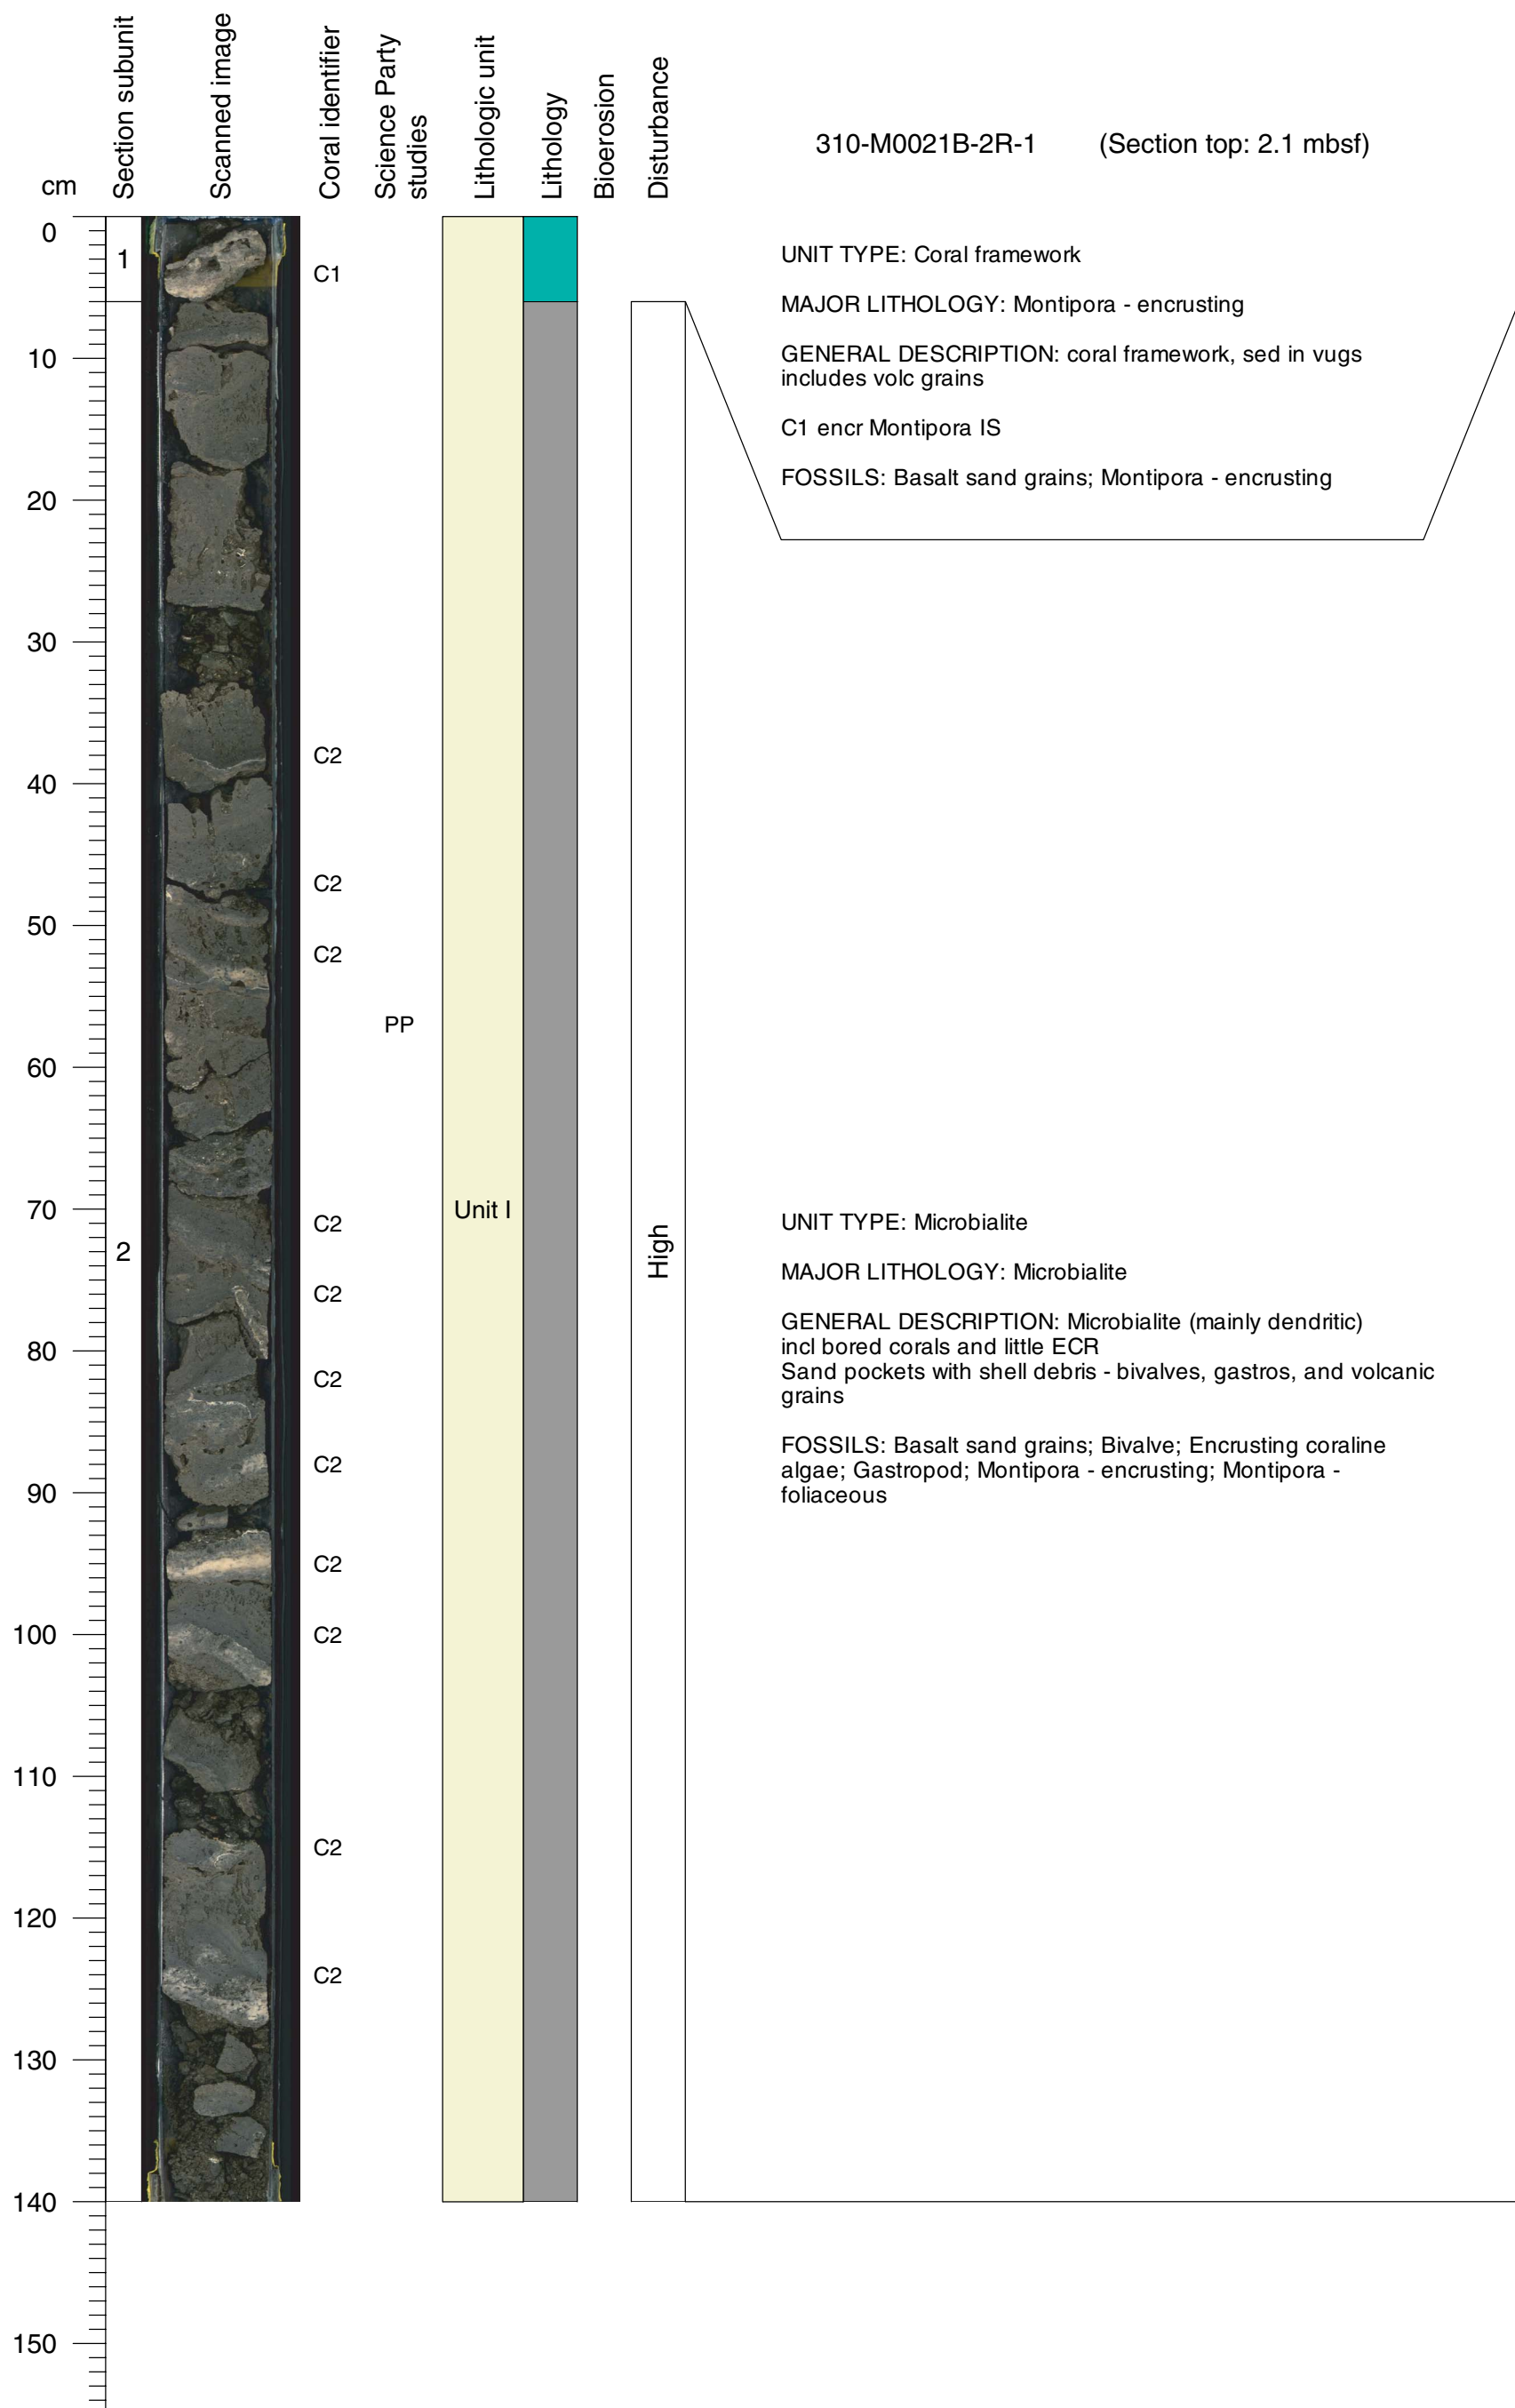 Section subunit
Scanned image
Coral identifier
Science Party
studies
Lithologic unit
Lithology
Bioerosion
Disturbance
310-M0021B-2R-1 (Section top: 2.1 mbsf)
cm
0
1
C1
UNIT TYPE: Coral framework
MAJOR LITHOLOGY: Montipora - encrusting
10
GENERAL DESCRIPTION: coral framework, sed in vugs
includes volc grains
C1 encr Montipora IS
FOSSILS: Basalt sand grains; Montipora - encrusting
20
30
C2
40
C2
50
C2
PP
60
70
Unit I
C2
UNIT TYPE: Microbialite
2
High
MAJOR LITHOLOGY: Microbialite
C2
GENERAL DESCRIPTION: Microbialite (mainly dendritic)
incl bored corals and little ECR
80
Sand pockets with shell debris - bivalves, gastros, and volcanic
grains
C2
FOSSILS: Basalt sand grains; Bivalve; Encrusting coraline
algae; Gastropod; Montipora - encrusting; Montipora -
foliaceous
C2
90
C2
100
C2
110
C2
120
C2
130
140
150